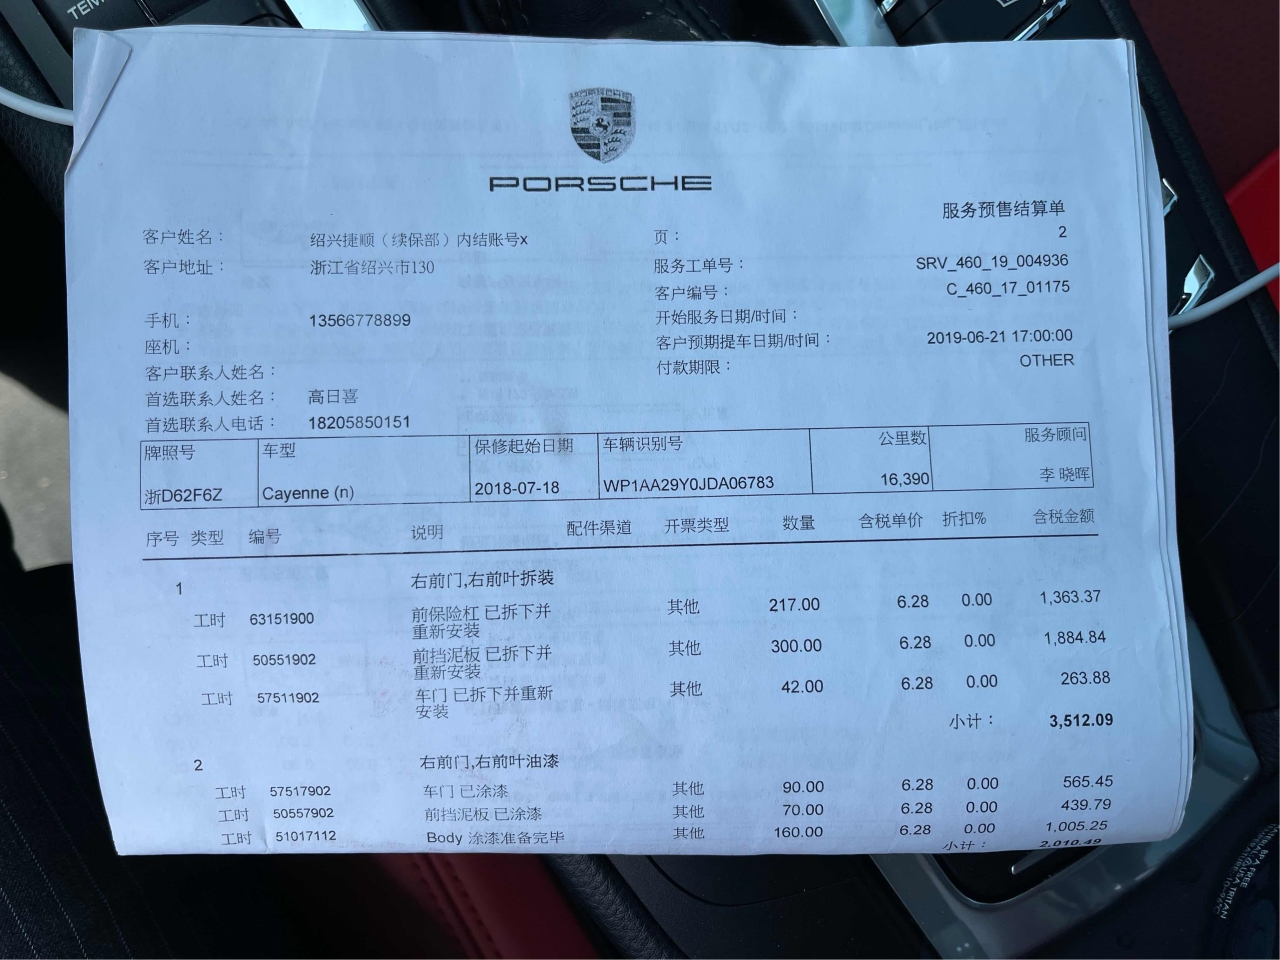 TEM
PORSCHE
PORSCHE
服务预售结算单
客户姓名： 绍兴捷顺（续保部）内结账号x 页： 2
客户地址： 浙江省绍兴市130 服务工单号： SRV_460_19_004936
客户编号： C_460_17_01175
手机： 13566778899 开始服务日期/时间：
座机： 客户预期提车日期/时间： 2019-06-21 17:00:00
客户联系人姓名： 付款期限： OTHER
首选联系人姓名： 高日喜
首选联系人电话： 18205850151
牌照号 车型 保修起始日期 车辆识别号 公里数 服务顾问
浙D62F6Z Cayenne (n) 2018-07-18 WP1AA29Y0JDA06783 16,390 李 晓晖
序号 类型 编号 说明 配件渠道 开票类型 数量 含税单价 折扣% 含税金额
1 右前门,右前叶拆装
工时 63151900 前保险杠 已拆下并 其他 217.00 6.28 0.00 1,363.37
重新安装
工时 50551902 前挡泥板 已拆下并 其他 300.00 6.28 0.00 1,884.84
重新安装
工时 57511902 车门 已拆下并重新 其他 42.00 6.28 0.00 263.88
安装
小计： 3,512.09
2 右前门,右前叶油漆
工时 57517902 车门 已涂漆 其他 90.00 6.28 0.00 565.45
工时 50557902 前挡泥板 已涂漆 其他 70.00 6.28 0.00 439.79
工时 51017112 Body 涂漆准备完毕 其他 160.00 6.28 0.00 1,005.25
小计： 2,010.49
BPA FREE
TRITAN